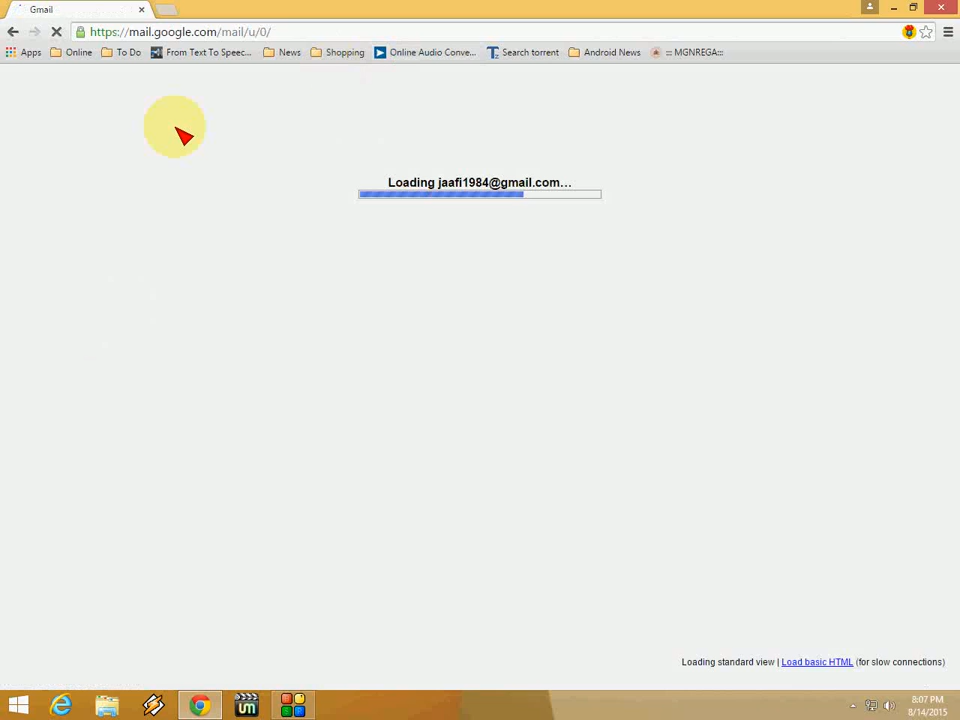 Gmail
https://mail.google.com/mail/u/0/
Apps Online To Do From Text To Speec... News Shopping Online Audio Conve... Search torrent Android News :: MGNREGA:::
Loading jaafi1984@gmail.com...
Loading standard view | Load basic HTML (for slow connections)
um
8:07 PM
8/14/2015